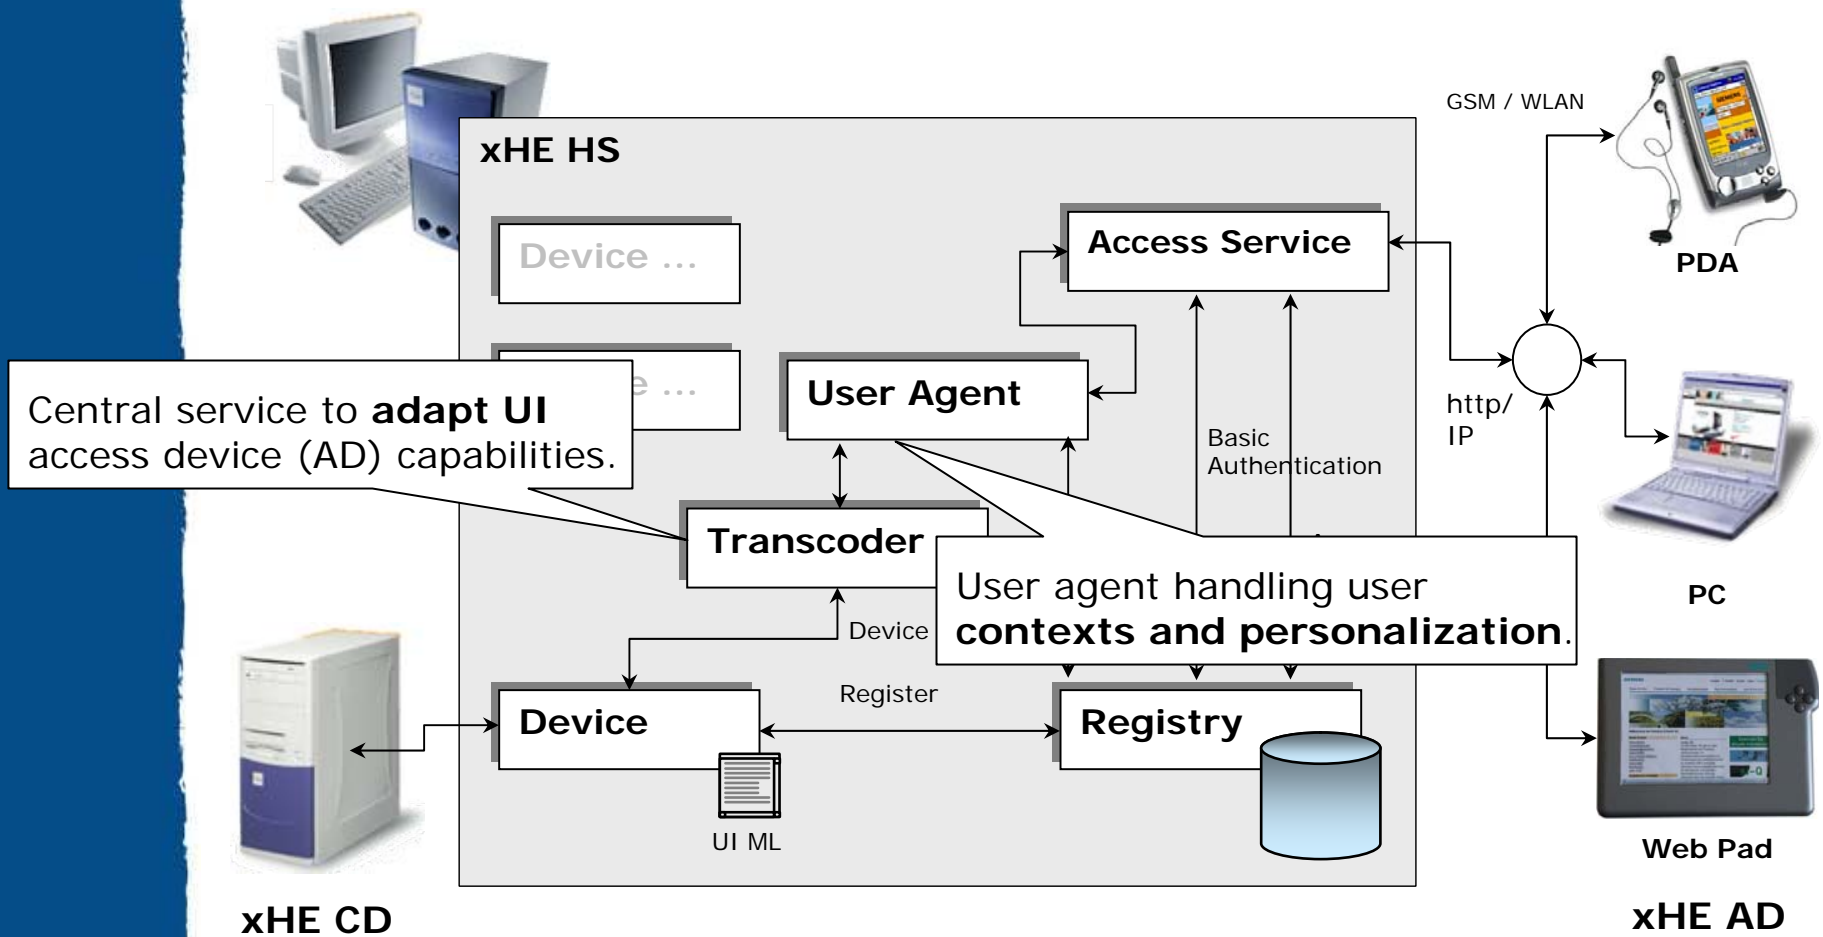 GSM / WLAN
xHE HS
Device ...
Access Service
PDA
e ...
User Agent
Central service to adapt UI
access device (AD) capabilities.
http/
IP
Basic
Authentication
Transcoder
User agent handling user
contexts and personalization.
PC
Device
Register
Device
Registry
UI ML
Web Pad
xHE CD
xHE AD